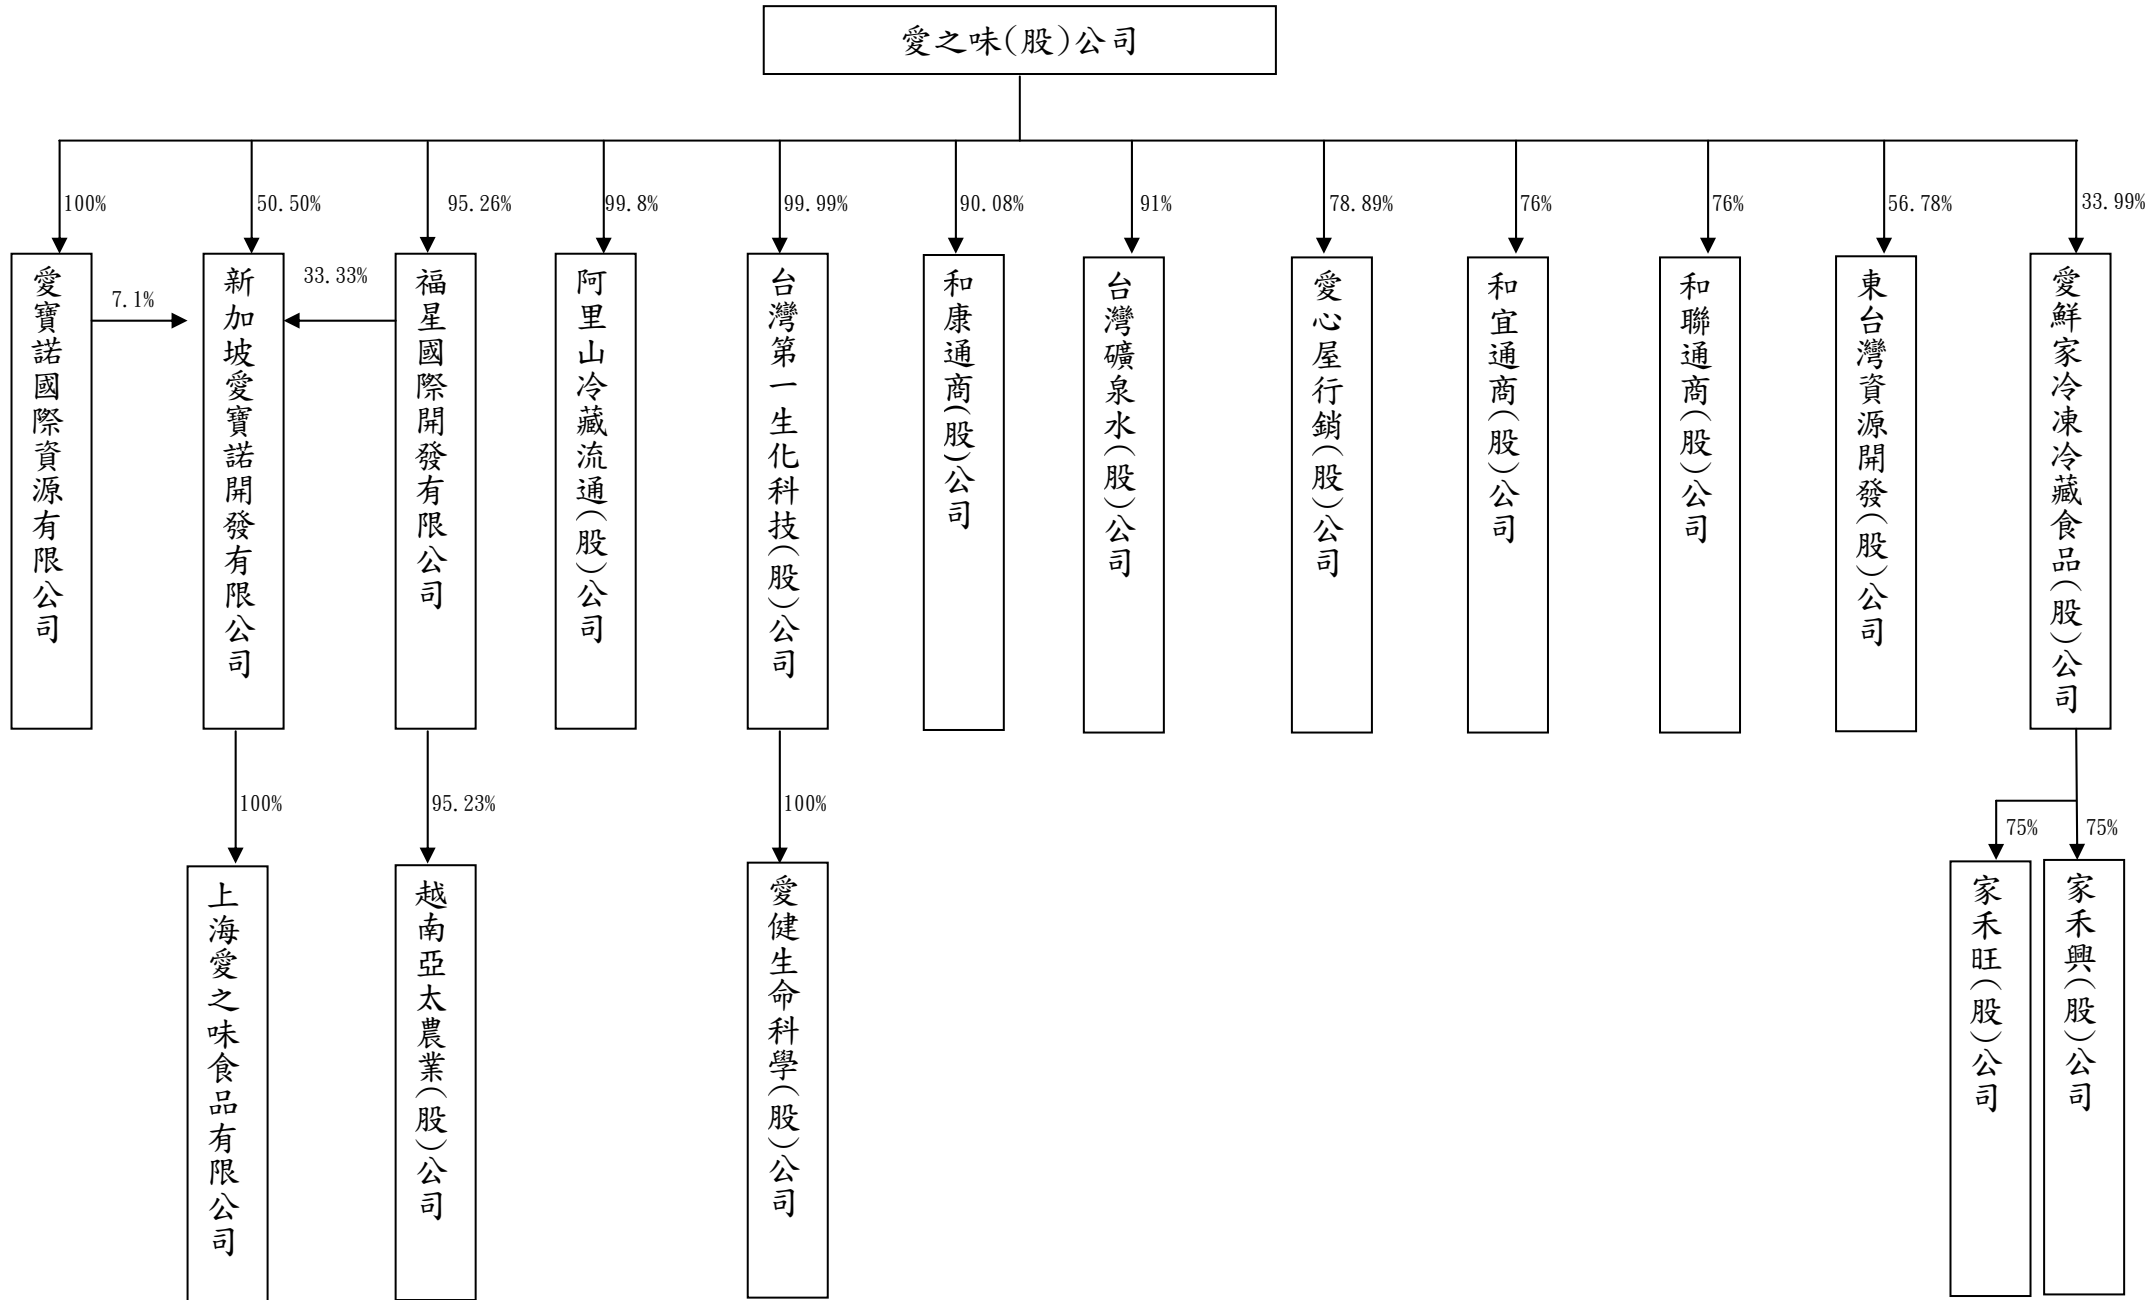 愛之味(股)公司
100%
50.50%
95.26%
99.8%
99.99%
90.08%
91%
78.89%
76%
76%
56.78%
33.99%
愛寶諾國際資源有限公司
7.1%
新加坡愛寶諾開發有限公司
33.33%
福星國際開發有限公司
阿里山冷藏流通(股)公司
台灣第一生化科技(股)公司
和康通商(股)公司
台灣礦泉水(股)公司
愛心屋行銷(股)公司
和宜通商(股)公司
和聯通商(股)公司
東台灣資源開發(股)公司
愛鮮家冷凍冷藏食品(股)公司
100%
95.23%
100%
75%
75%
上海愛之味食品有限公司
越南亞太農業(股)公司
愛健生命科學(股)公司
家禾旺(股)公司
家禾興(股)公司